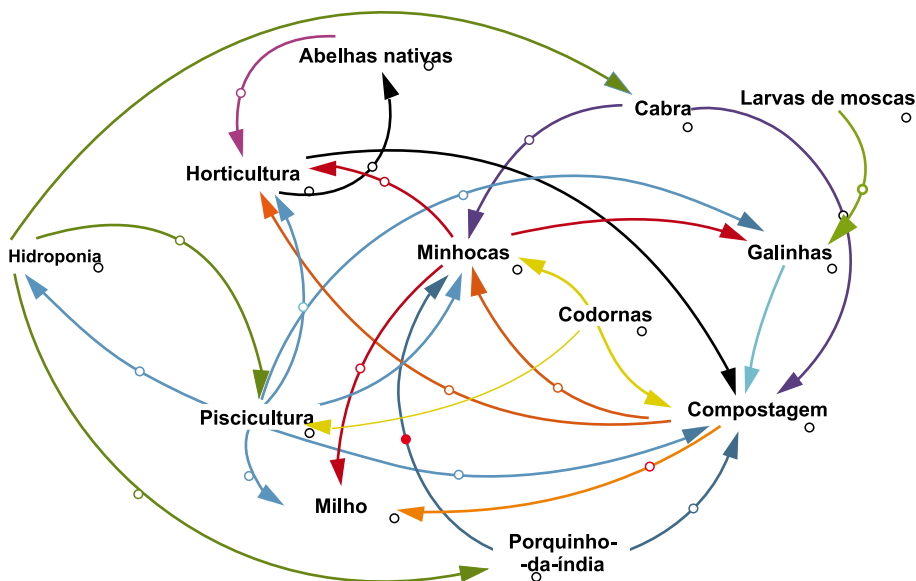 Abelhas nativas
Larvas de moscas
Cabra
Horticultura
Minhocas
Galinhas
Hidroponia
Codornas
Piscicultura
Compostagem
Milho
Porquinho-
-da-índia